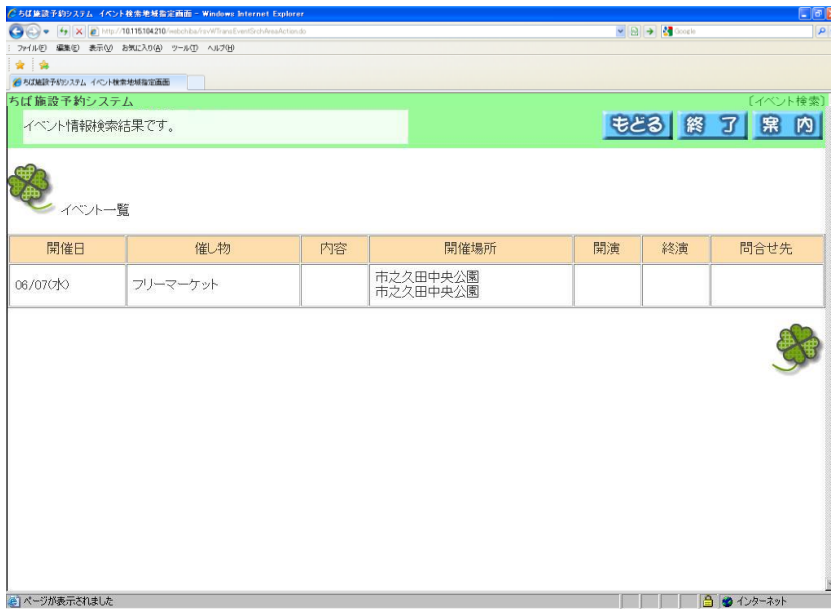 ちば施設予約システム イベント検索地域指定画面 - Windows Internet Explorer
http://10.115.104.210/webchiba/rsvWTransEventSrchAreaAction.do
Google
ファイル(F) 編集(E) 表示(V) お気に入り(A) ツール(T) ヘルプ(H)
ちば施設予約システム イベント検索地域指定画面
ちば施設予約システム
[イベント検索]
イベント情報検索結果です。
もどる 終 了 案 内
イベント一覧
開催日 催し物 内容 開催場所 開演 終演 問合せ先
06/07(水) フリーマーケット 市之久田中央公園
市之久田中央公園
ページが表示されました
インターネット